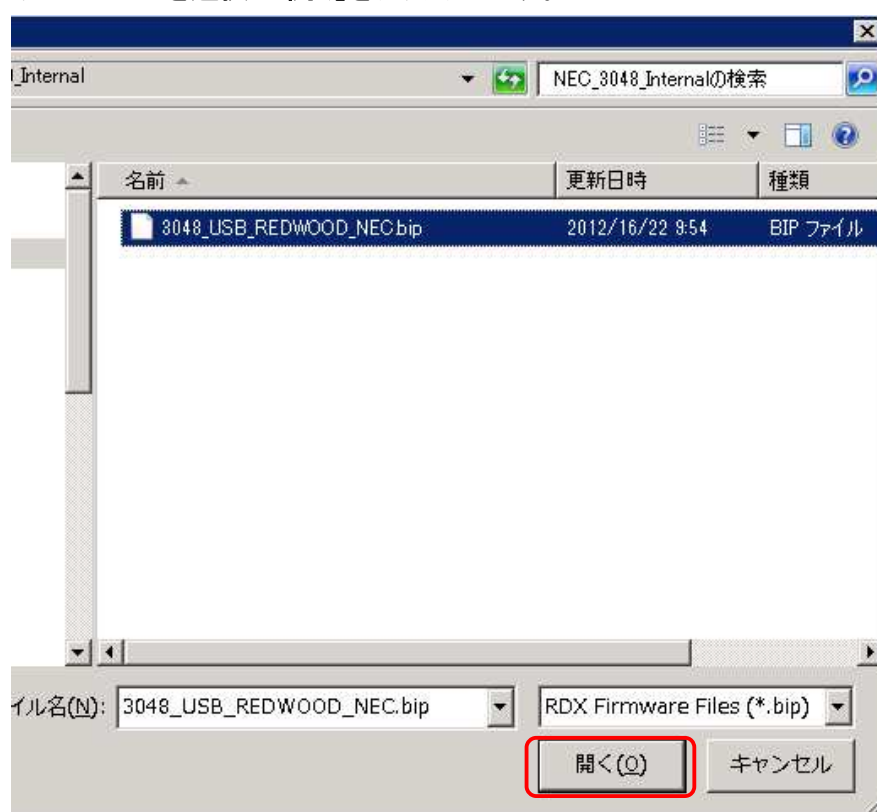 _Internal
NEC_3048_Internalの検索
名前
更新日時
種類
3048_USB_REDWOOD_NEC.bip
2012/16/22 9:54
BIP ファイル
イル名(N):
3048_USB_REDWOOD_NEC.bip
RDX Firmware Files (*.bip)
開く(O)
キャンセル